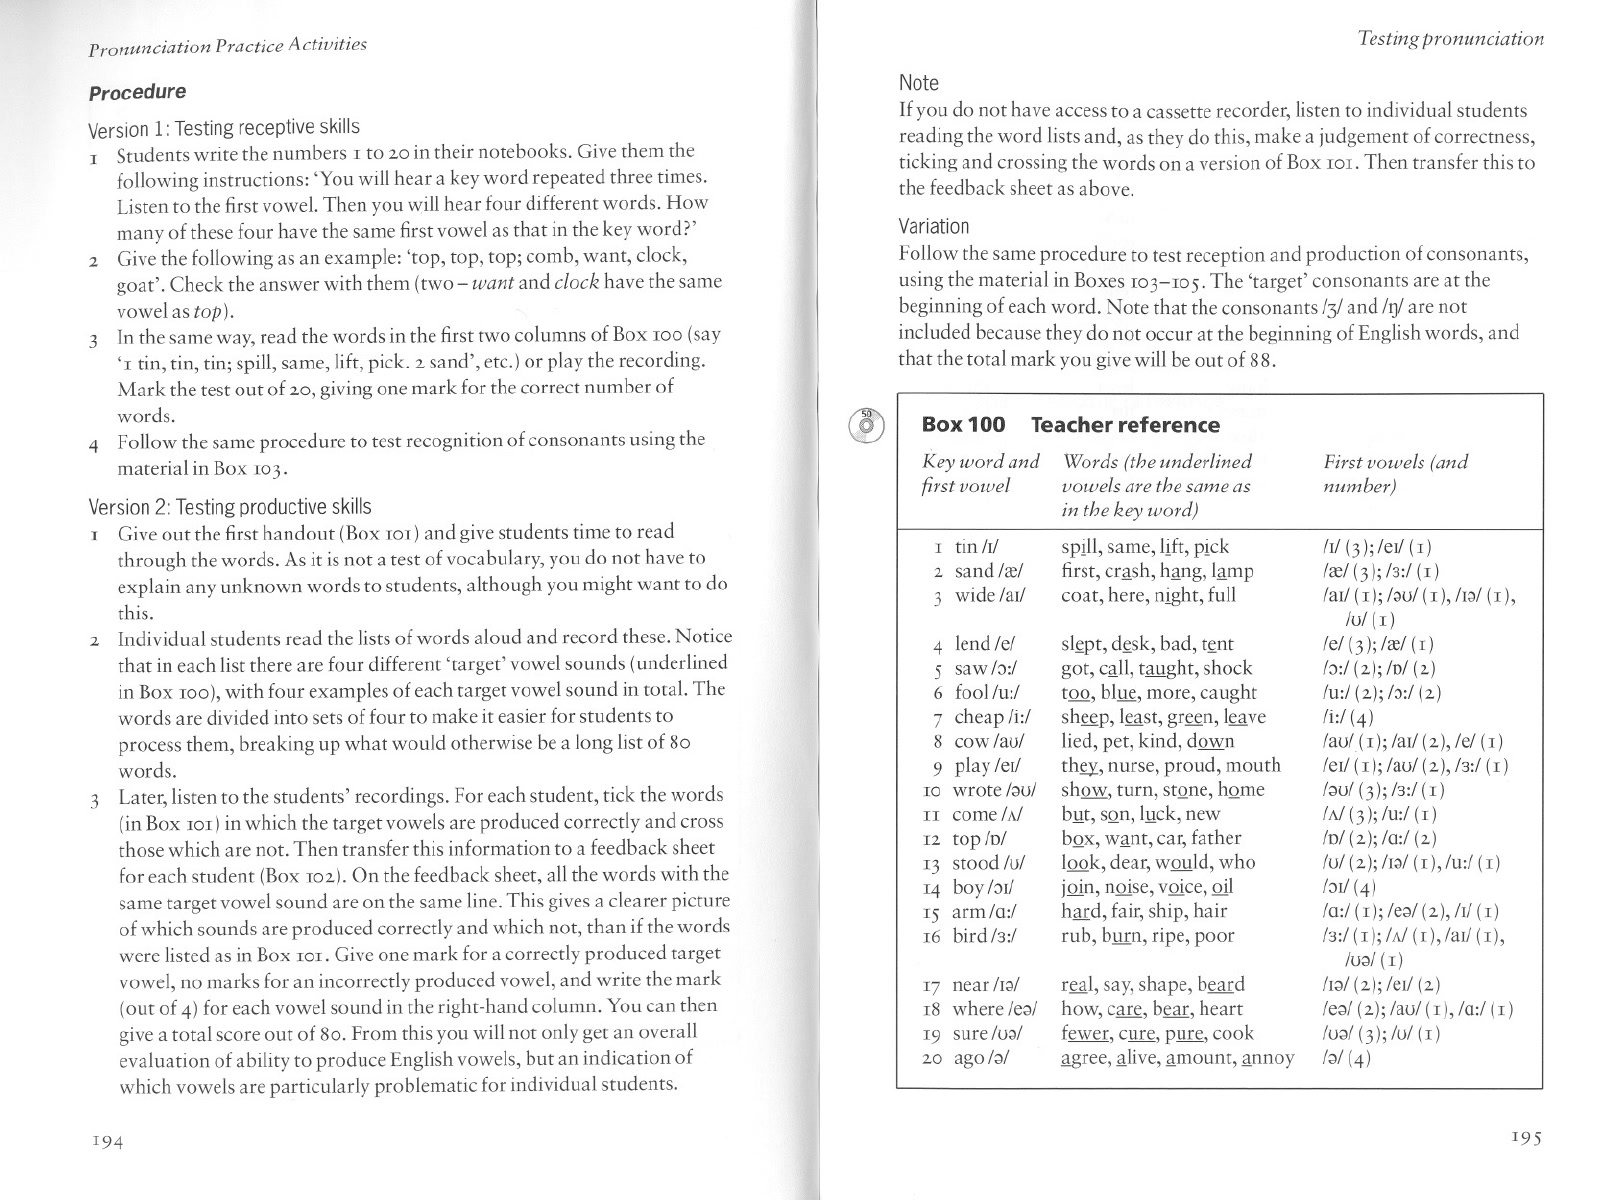 Pronunciation Practice Activities
Procedure
Version 1: Testing receptive skills
1 Students write the numbers 1 to 20 in their notebooks. Give them the
following instructions: ‘You will hear a key word repeated three times.
Listen to the first vowel. Then you will hear four different words. How
many of these four have the same first vowel as that in the key word?’
2 Give the following as an example: ‘top, top, top; comb, want, clock,
goat’. Check the answer with them (two – want and clock have the same
vowel as top).
3 In the same way, read the words in the first two columns of Box 100 (say
‘1 tin, tin, tin; spill, same, lift, pick. 2 sand’, etc.) or play the recording.
Mark the test out of 20, giving one mark for the correct number of
words.
4 Follow the same procedure to test recognition of consonants using the
material in Box 103.
Version 2: Testing productive skills
1 Give out the first handout (Box 101) and give students time to read
through the words. As it is not a test of vocabulary, you do not have to
explain any unknown words to students, although you might want to do
this.
2 Individual students read the lists of words aloud and record these. Notice
that in each list there are four different ‘target’ vowel sounds (underlined
in Box 100), with four examples of each target vowel sound in total. The
words are divided into sets of four to make it easier for students to
process them, breaking up what would otherwise be a long list of 80
words.
3 Later, listen to the students’ recordings. For each student, tick the words
(in Box 101) in which the target vowels are produced correctly and cross
those which are not. Then transfer this information to a feedback sheet
for each student (Box 102). On the feedback sheet, all the words with the
same target vowel sound are on the same line. This gives a clearer picture
of which sounds are produced correctly and which not, than if the words
were listed as in Box 101. Give one mark for a correctly produced target
vowel, no marks for an incorrectly produced vowel, and write the mark
(out of 4) for each vowel sound in the right-hand column. You can then
give a total score out of 80. From this you will not only get an overall
evaluation of ability to produce English vowels, but an indication of
which vowels are particularly problematic for individual students.
194
Testing pronunciation
Note
If you do not have access to a cassette recorder, listen to individual students
reading the word lists and, as they do this, make a judgement of correctness,
ticking and crossing the words on a version of Box 101. Then transfer this to
the feedback sheet as above.
Variation
Follow the same procedure to test reception and production of consonants,
using the material in Boxes 103–105. The ‘target’ consonants are at the
beginning of each word. Note that the consonants /ʒ/ and /ŋ/ are not
included because they do not occur at the beginning of English words, and
that the total mark you give will be out of 88.
50
Box 100 Teacher reference
Key word and Words (the underlined First vowels (and
first vowel vowels are the same as number)
in the key word)
1 tin /ɪ/ spill, same, lift, pick /ɪ/ (3); /eɪ/ (1)
2 sand /æ/ first, crash, hang, lamp /æ/ (3); /ɜː/ (1)
3 wide /aɪ/ coat, here, night, full /aɪ/ (1); /əʊ/ (1), /ɪə/ (1),
/ʊ/ (1)
4 lend /e/ slept, desk, bad, tent /e/ (3); /æ/ (1)
5 saw /ɔː/ got, call, taught, shock /ɔː/ (2); /ɒ/ (2)
6 fool /uː/ too, blue, more, caught /uː/ (2); /ɔː/ (2)
7 cheap /iː/ sheep, least, green, leave /iː/ (4)
8 cow /aʊ/ lied, pet, kind, down /aʊ/ (1); /aɪ/ (2), /e/ (1)
9 play /eɪ/ they, nurse, proud, mouth /eɪ/ (1); /aʊ/ (2), /ɜː/ (1)
10 wrote /əʊ/ show, turn, stone, home /əʊ/ (3); /ɜː/ (1)
11 come /ʌ/ but, son, luck, new /ʌ/ (3); /uː/ (1)
12 top /ɒ/ box, want, car, father /ɒ/ (2); /ɑː/ (2)
13 stood /ʊ/ look, dear, would, who /ʊ/ (2); /ɪə/ (1), /uː/ (1)
14 boy /ɔɪ/ join, noise, voice, oil /ɔɪ/ (4)
15 arm /ɑː/ hard, fair, ship, hair /ɑː/ (1); /eə/ (2), /ɪ/ (1)
16 bird /ɜː/ rub, burn, ripe, poor /ɜː/ (1); /ʌ/ (1), /aɪ/ (1),
/ʊə/ (1)
17 near /ɪə/ real, say, shape, beard /ɪə/ (2); /eɪ/ (2)
18 where /eə/ how, care, bear, heart /eə/ (2); /aʊ/ (1), /ɑː/ (1)
19 sure /ʊə/ fewer, cure, pure, cook /ʊə/ (3); /ʊ/ (1)
20 ago /ə/ agree, alive, amount, annoy /ə/ (4)
195